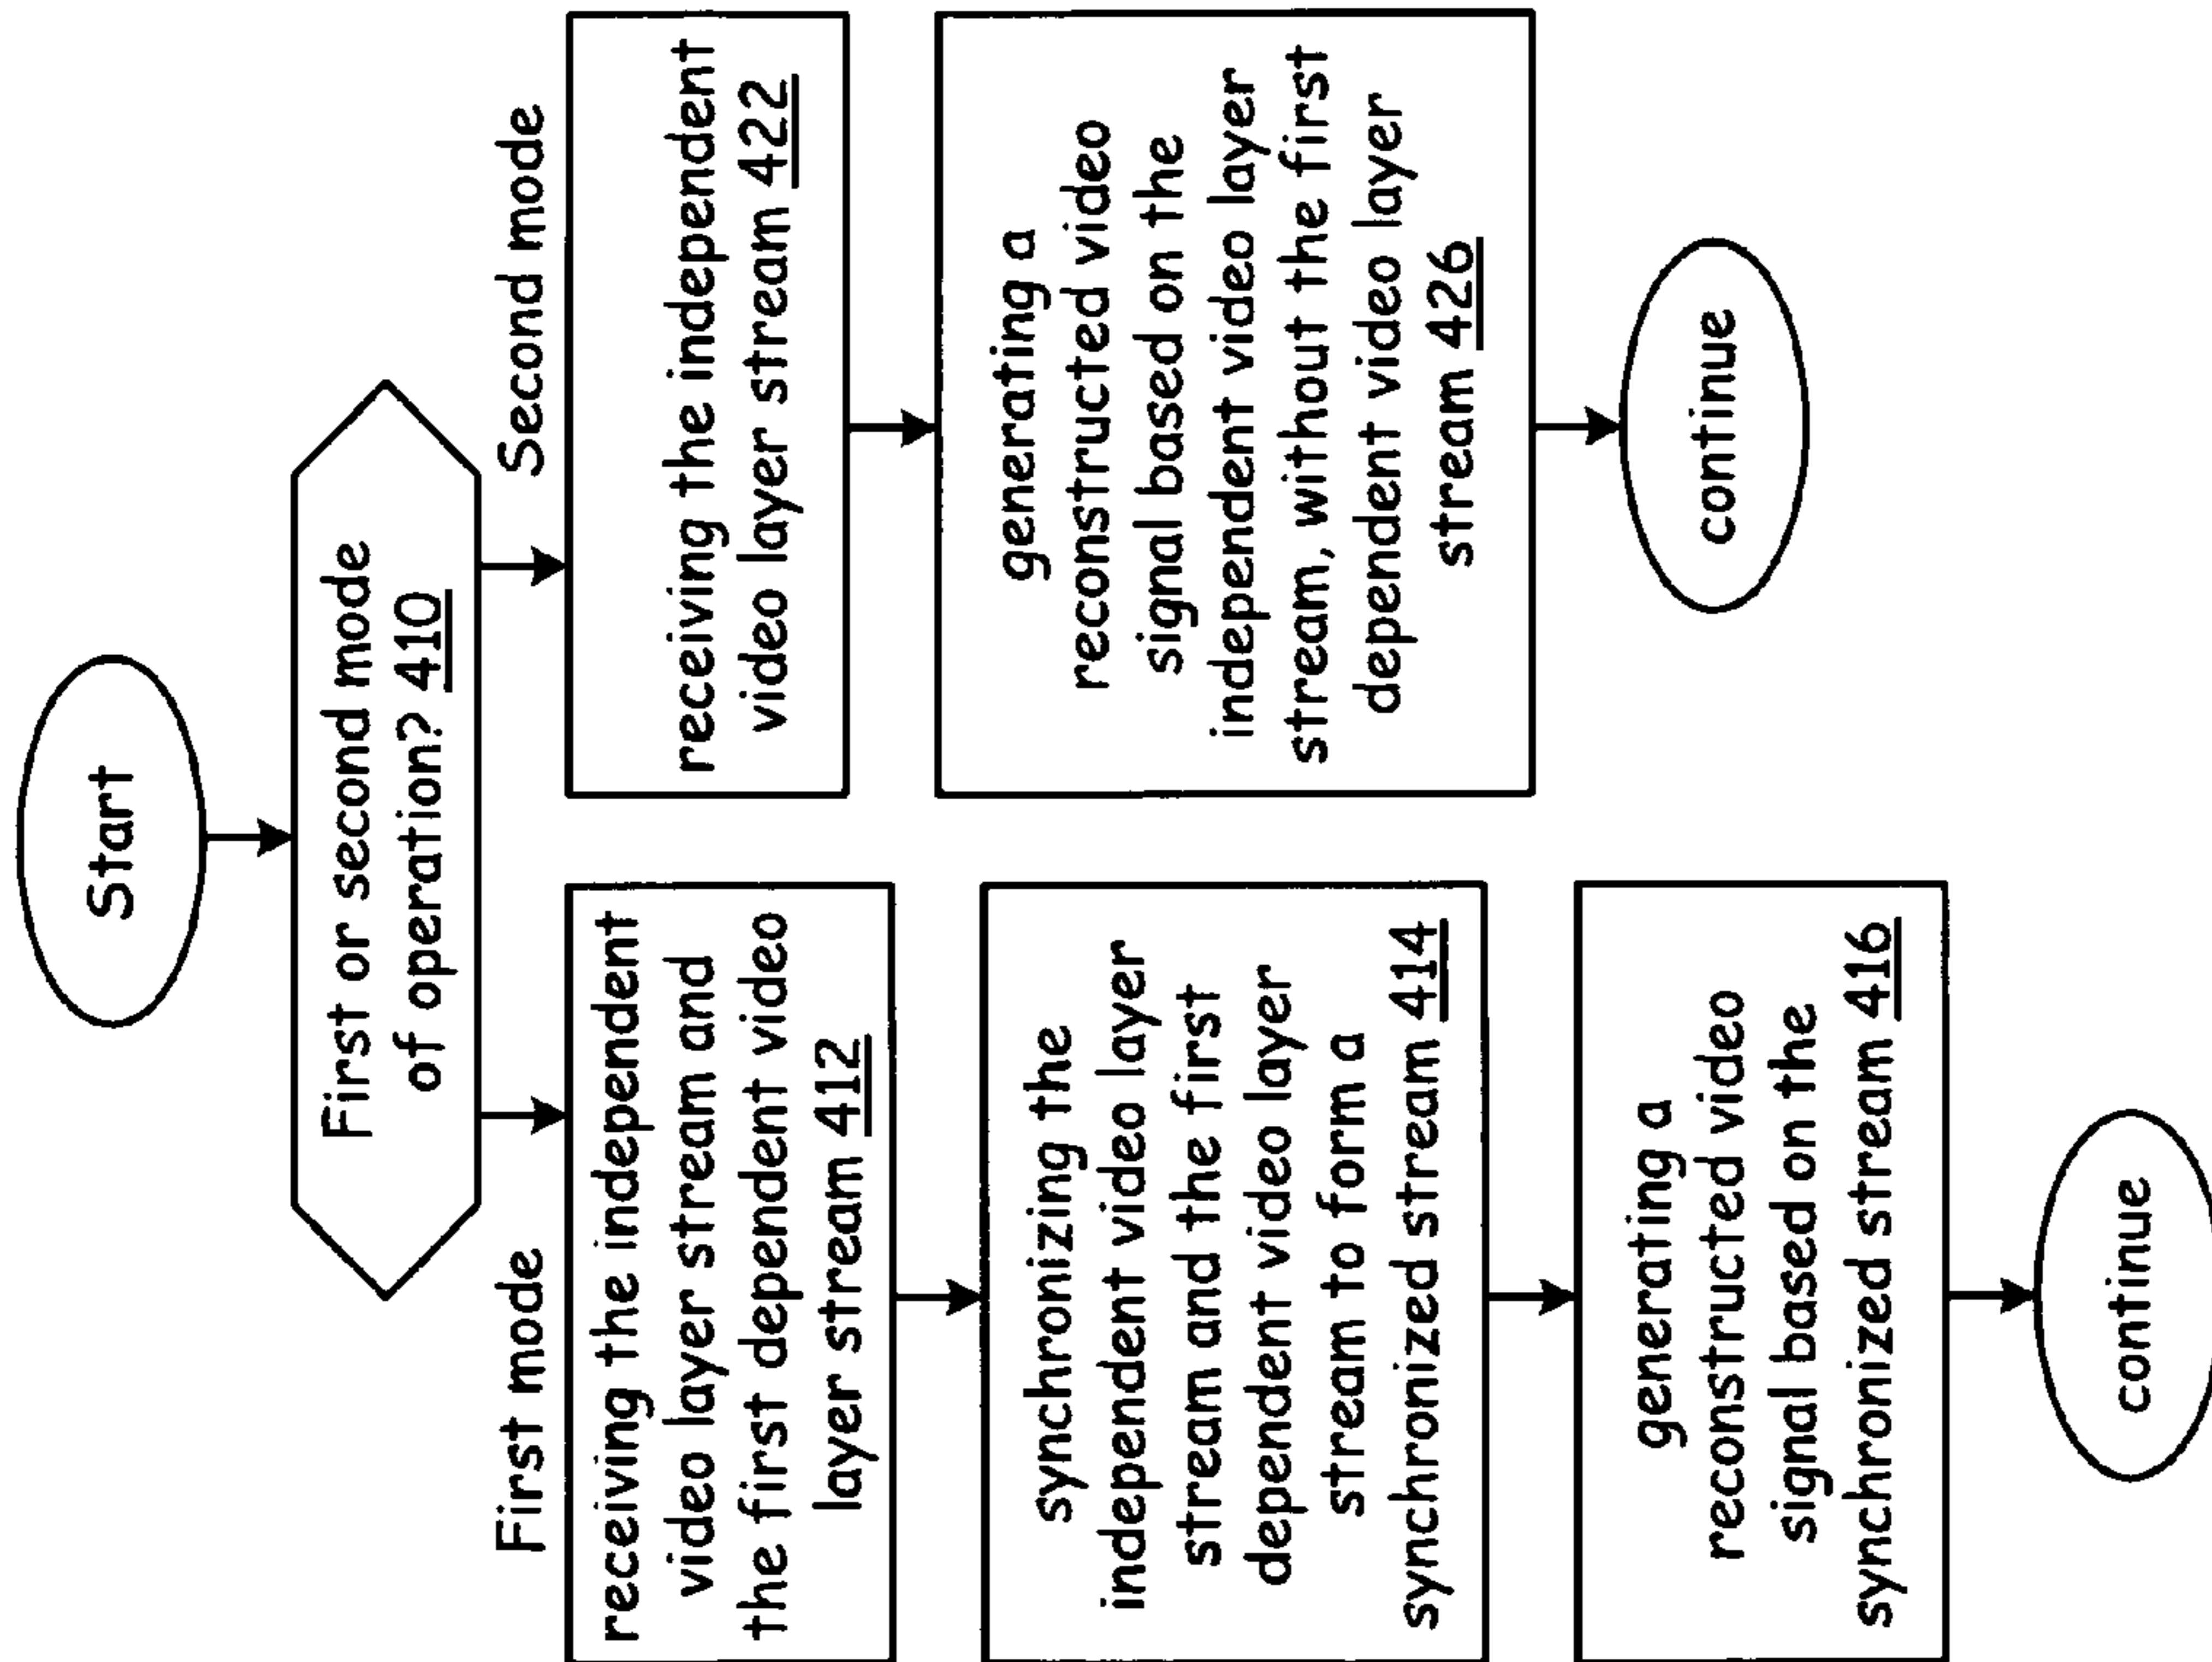 Start
First or second mode
of operation? 410
First mode
receiving the independent
video layer stream and
the first dependent video
layer stream 412
synchronizing the
independent video layer
stream and the first
dependent video layer
stream to form a
synchronized stream 414
generating a
reconstructed video
signal based on the
synchronized stream 416
continue
Second mode
receiving the independent
video layer stream 422
generating a
reconstructed video
signal based on the
independent video layer
stream, without the first
dependent video layer
stream 426
continue